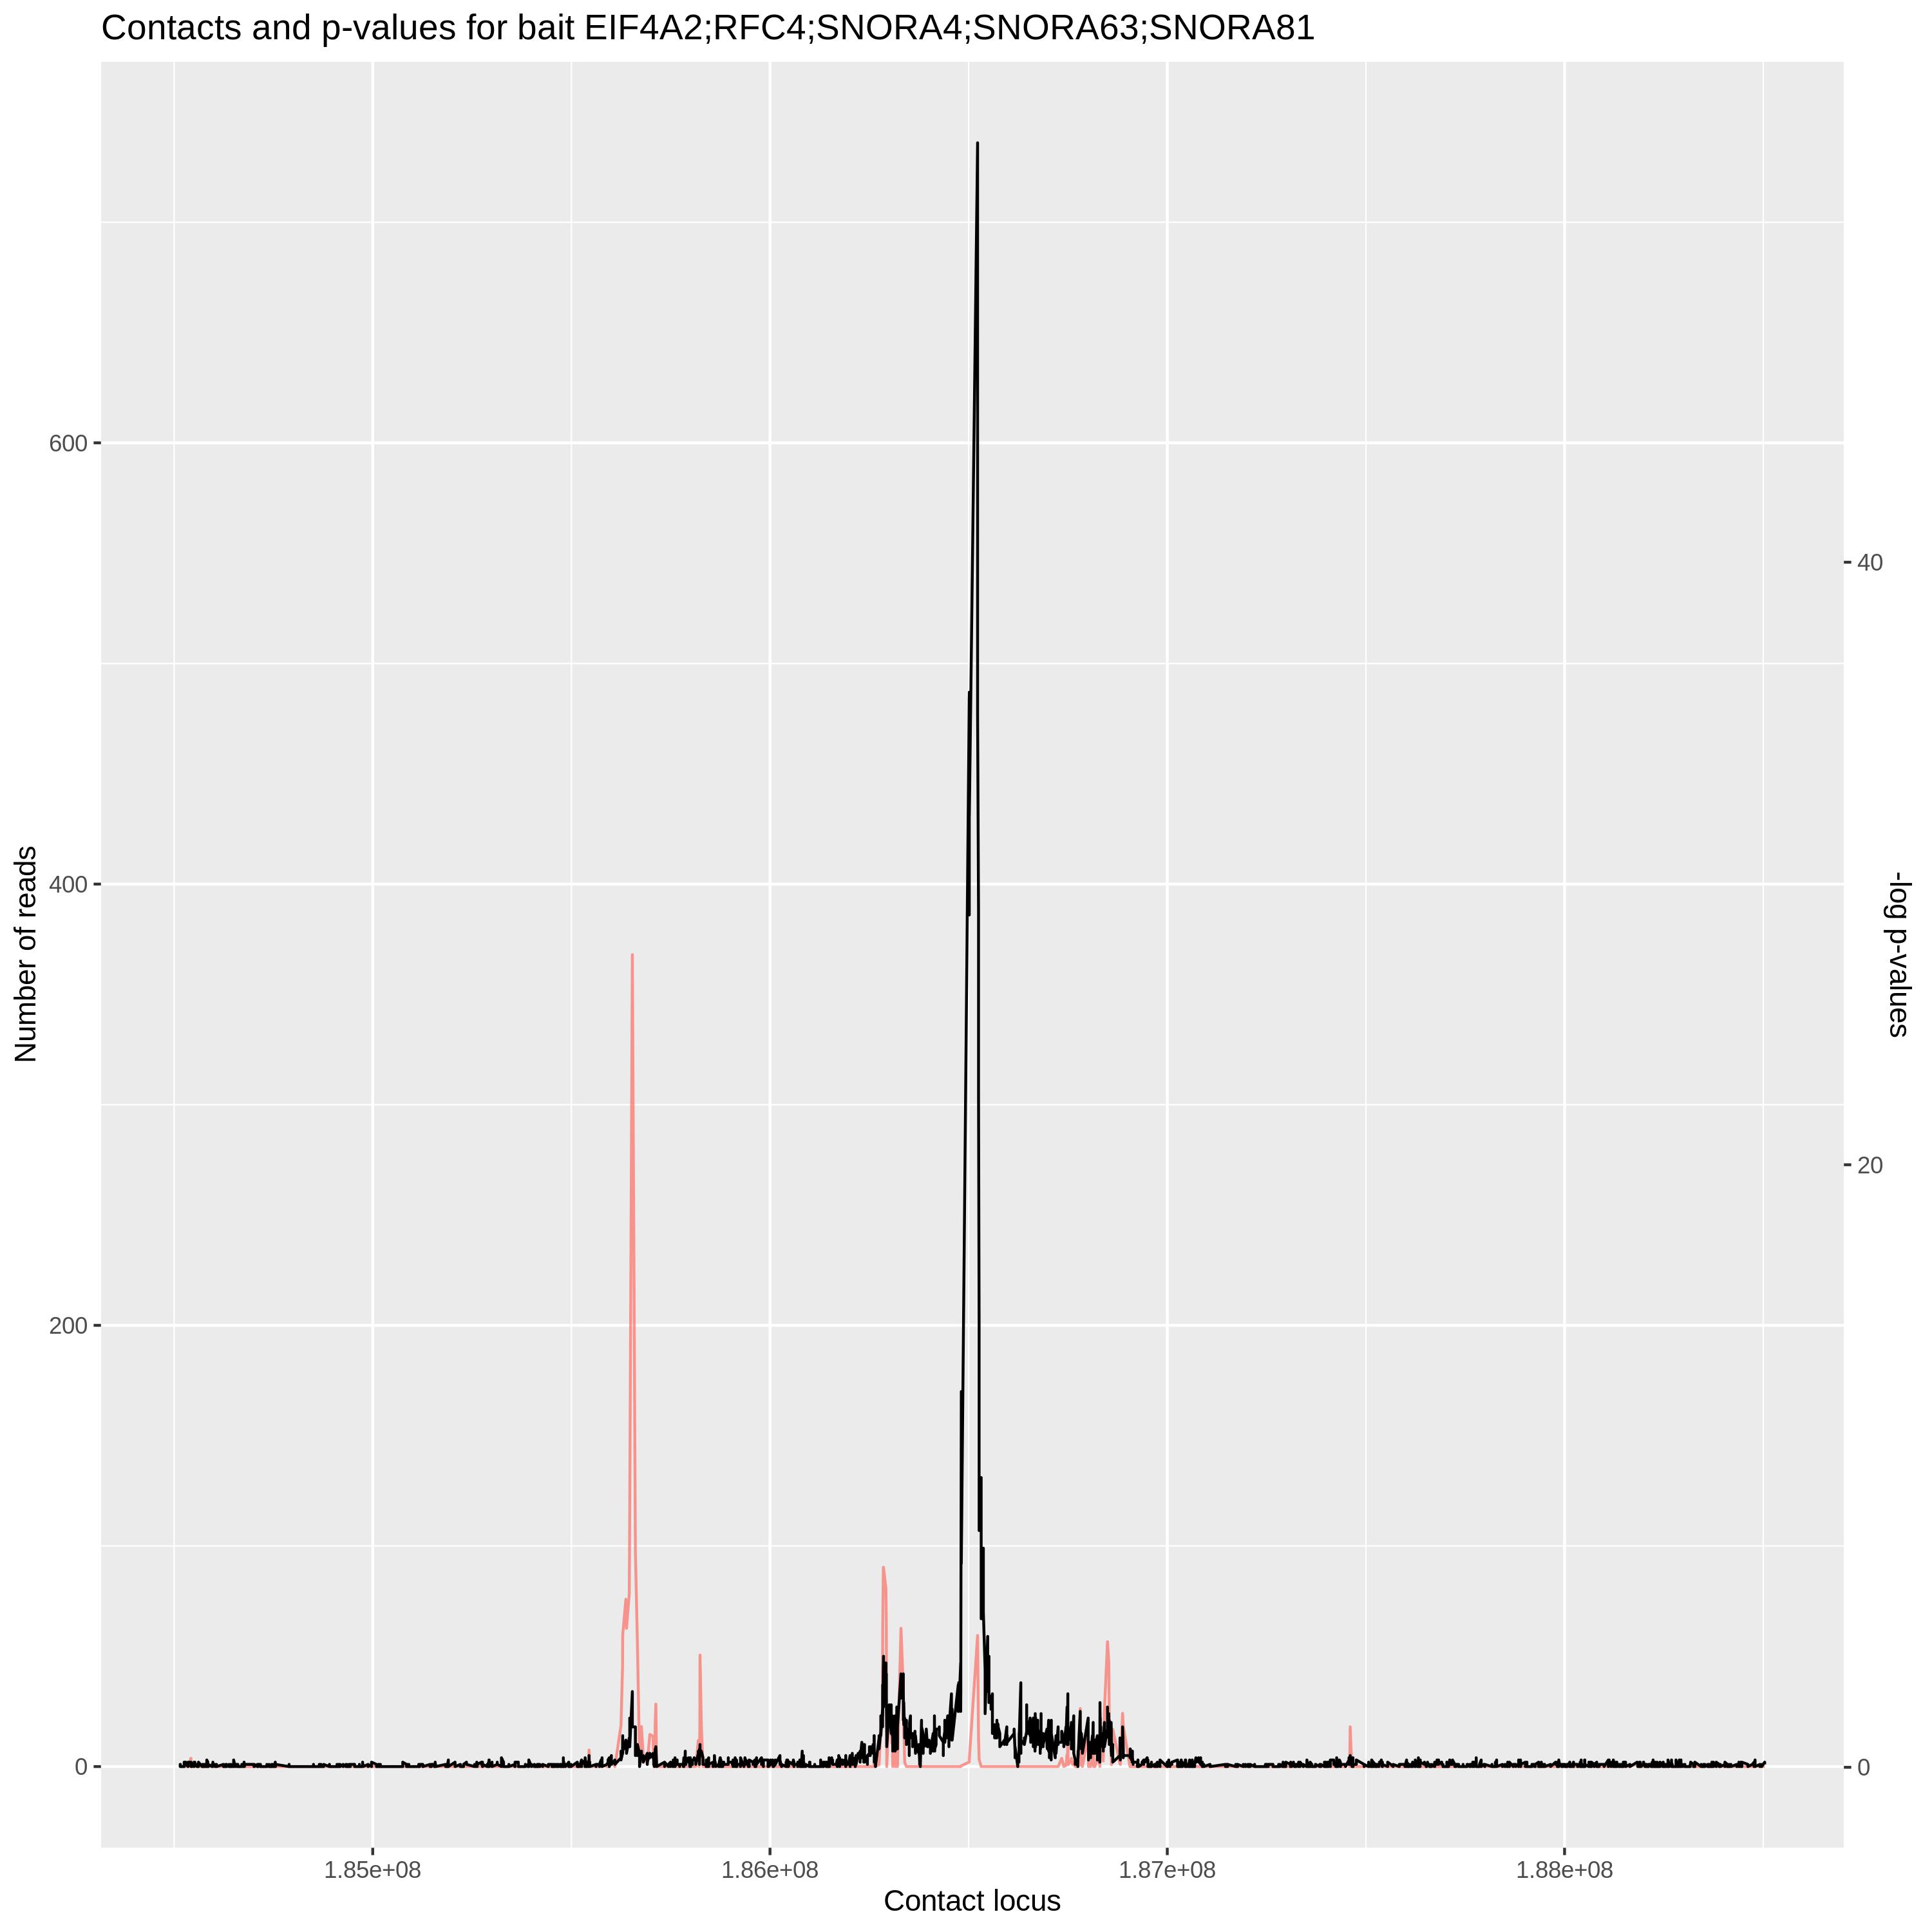 Contacts and p-values for bait EIF4A2;RFC4;SNORA4;SNORA63;SNORA81
600
400
200
0
Number of reads
40
20
0
-log p-values
1.85e+08
1.86e+08
1.87e+08
1.88e+08
Contact locus